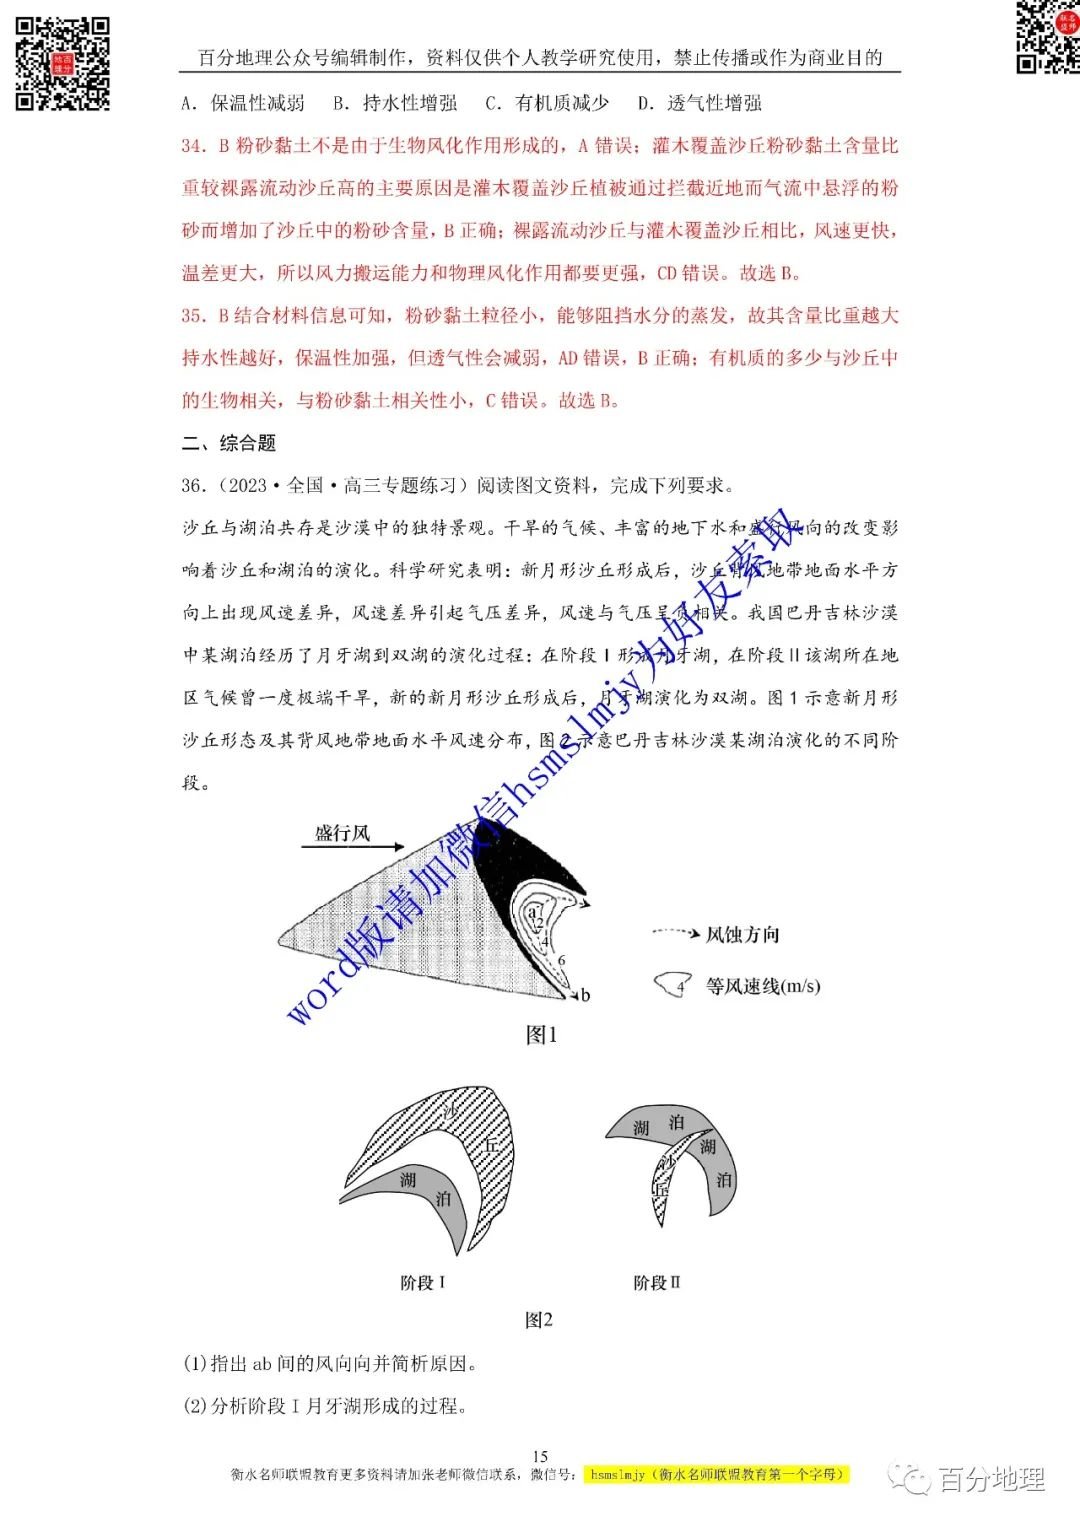 百分地理公众号编辑制作，资料仅供个人教学研究使用，禁止传播或作为商业目的
A．保温性减弱 B．持水性增强 C．有机质减少 D．透气性增强
34．B 粉砂黏土不是由于生物风化作用形成的，A 错误；灌木覆盖沙丘粉砂黏土含量比
重较裸露流动沙丘高的主要原因是灌木覆盖沙丘植被通过拦截近地面气流中悬浮的粉
砂而增加了沙丘中的粉砂含量，B 正确；裸露流动沙丘与灌木覆盖沙丘相比，风速更快，
温差更大，所以风力搬运能力和物理风化作用都要更强，CD 错误。故选 B。
35．B 结合材料信息可知，粉砂黏土粒径小，能够阻挡水分的蒸发，故其含量比重越大
持水性越好，保温性加强，但透气性会减弱，AD 错误，B 正确；有机质的多少与沙丘中
的生物相关，与粉砂黏土相关性小，C 错误。故选 B。
二、综合题
36．（2023·全国·高三专题练习）阅读图文资料，完成下列要求。
沙丘与湖泊共存是沙漠中的独特景观。干旱的气候、丰富的地下水和盛行风向的改变影
响着沙丘和湖泊的演化。科学研究表明：新月形沙丘形成后，沙丘背风地带地面水平方
向上出现风速差异，风速差异引起气压差异，风速与气压呈负相关。我国巴丹吉林沙漠
中某湖泊经历了月牙湖到双湖的演化过程：在阶段Ⅰ形成月牙湖，在阶段Ⅱ该湖所在地
区气候曾一度极端干旱，新的新月形沙丘形成后，月牙湖演化为双湖。图 1 示意新月形
沙丘形态及其背风地带地面水平风速分布，图 2 示意巴丹吉林沙漠某湖泊演化的不同阶
段。
word版请加微信hsmslmjy为好友索取
盛行风
a
2
4
6
b
风蚀方向
4 等风速线(m/s)
图1
沙
丘
湖
泊
湖 泊
湖
泊
沙
丘
阶段Ⅰ 阶段Ⅱ
图2
(1)指出 ab 间的风向向并简析原因。
(2)分析阶段 I 月牙湖形成的过程。
15
衡水名师联盟教育更多资料请加张老师微信联系，微信号： hsmslmjy（衡水名师联盟教育第一个字母）
百分地理